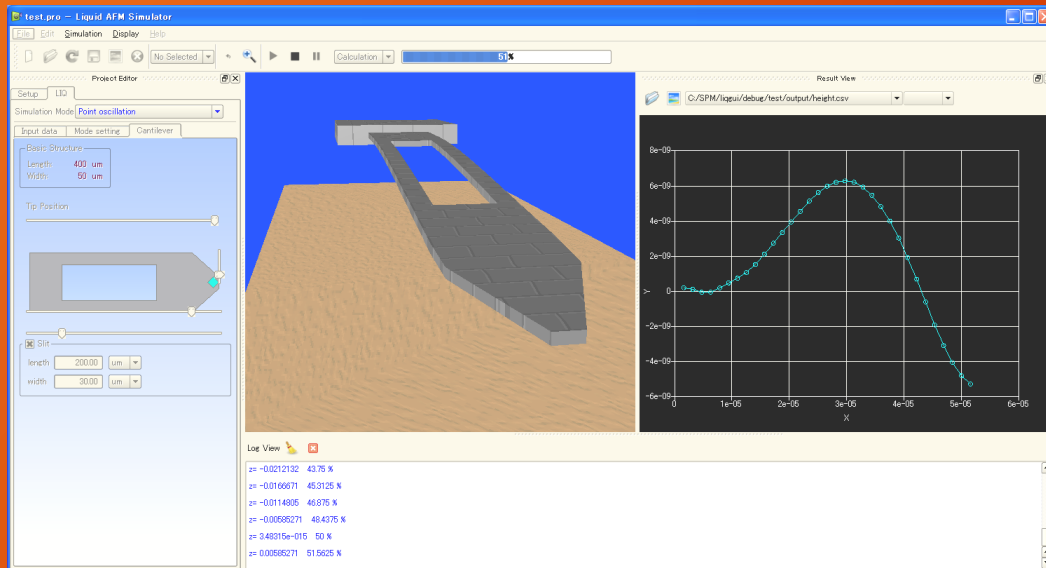 test.pro - Liquid AFM Simulator
File Edit Simulation Display Help
No Selected Calculation 51%
Project Editor
Setup LIQ
Simulation Mode Point oscillation
Input data Mode setting Cantilever
Basic Structure
Length: 400 um
Width: 50 um
Tip Position
Slit
length 200.00 um
width 30.00 um
Result View
C:/SPM/liqgui/debug/test/output/height.csv
8e-09
6e-09
4e-09
2e-09
0
-2e-09
-4e-09
-6e-09
Y
0 1e-05 2e-05 3e-05 4e-05 5e-05 6e-05
X
Log View
z= -0.0212132 43.75 %
z= -0.0166671 45.3125 %
z= -0.0114805 46.875 %
z= -0.00585271 48.4375 %
z= 3.48315e-015 50 %
z= 0.00585271 51.5625 %